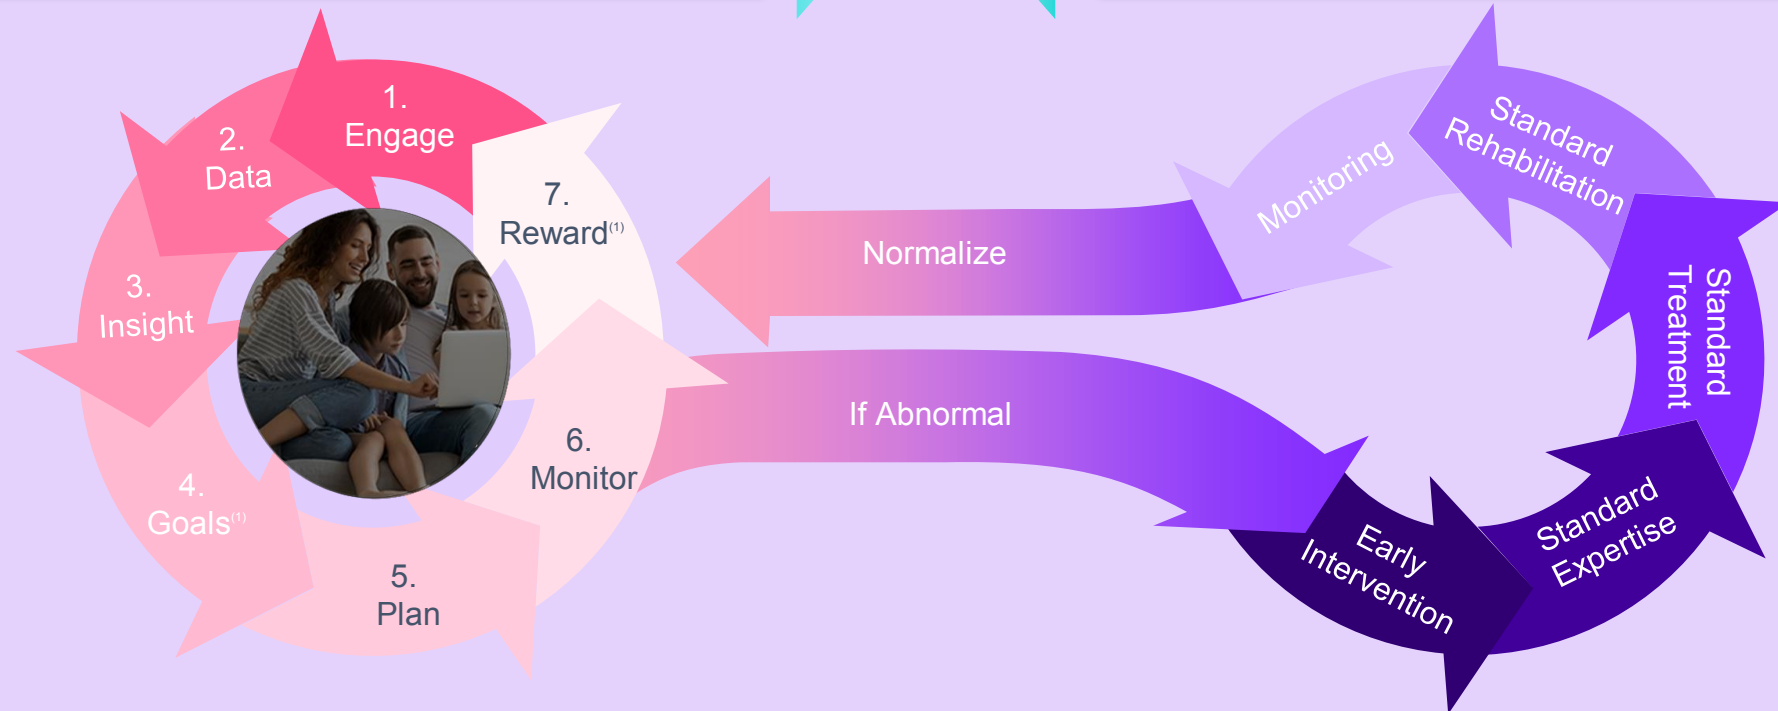 1.
Engage
2.
Data
3.
Insight
4.
Goals(1)
5.
Plan
6.
Monitor
7.
Reward(1)
Normalize
If Abnormal
Early
Intervention
Standard
Expertise
Standard
Treatment
Standard
Rehabilitation
Monitoring